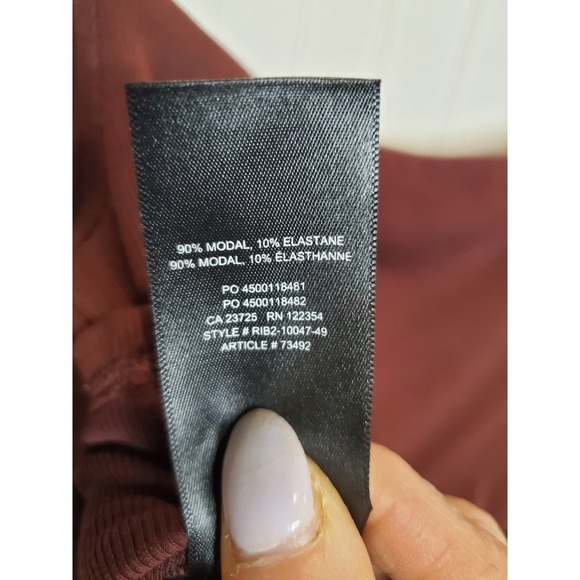 90% MODAL, 10% ELASTANE
90% MODAL, 10% ÉLASTHANNE
PO 4500118481
PO 4500118482
CA 23725 RN 122354
STYLE # RIB2-10047-49
ARTICLE # 73492